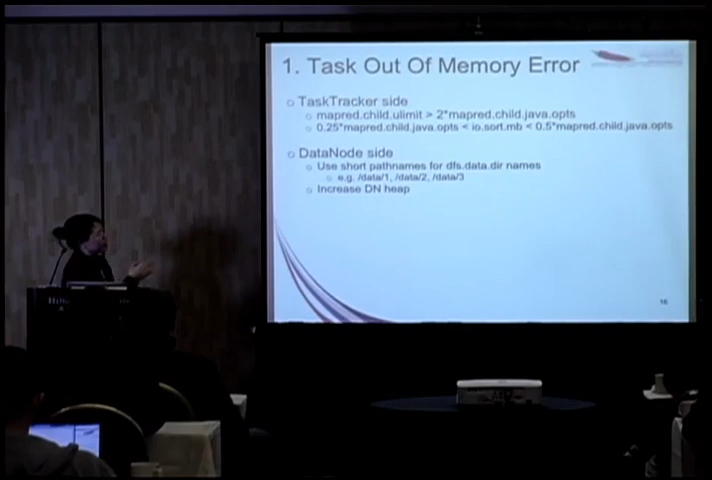 1. Task Out Of Memory Error
○ TaskTracker side
○ mapred.child.ulimit > 2*mapred.child.java.opts
○ 0.25*mapred.child.java.opts < io.sort.mb < 0.5*mapred.child.java.opts
○ DataNode side
○ Use short pathnames for dfs.data.dir names
○ e.g. /data/1, /data/2, /data/3
○ Increase DN heap
16